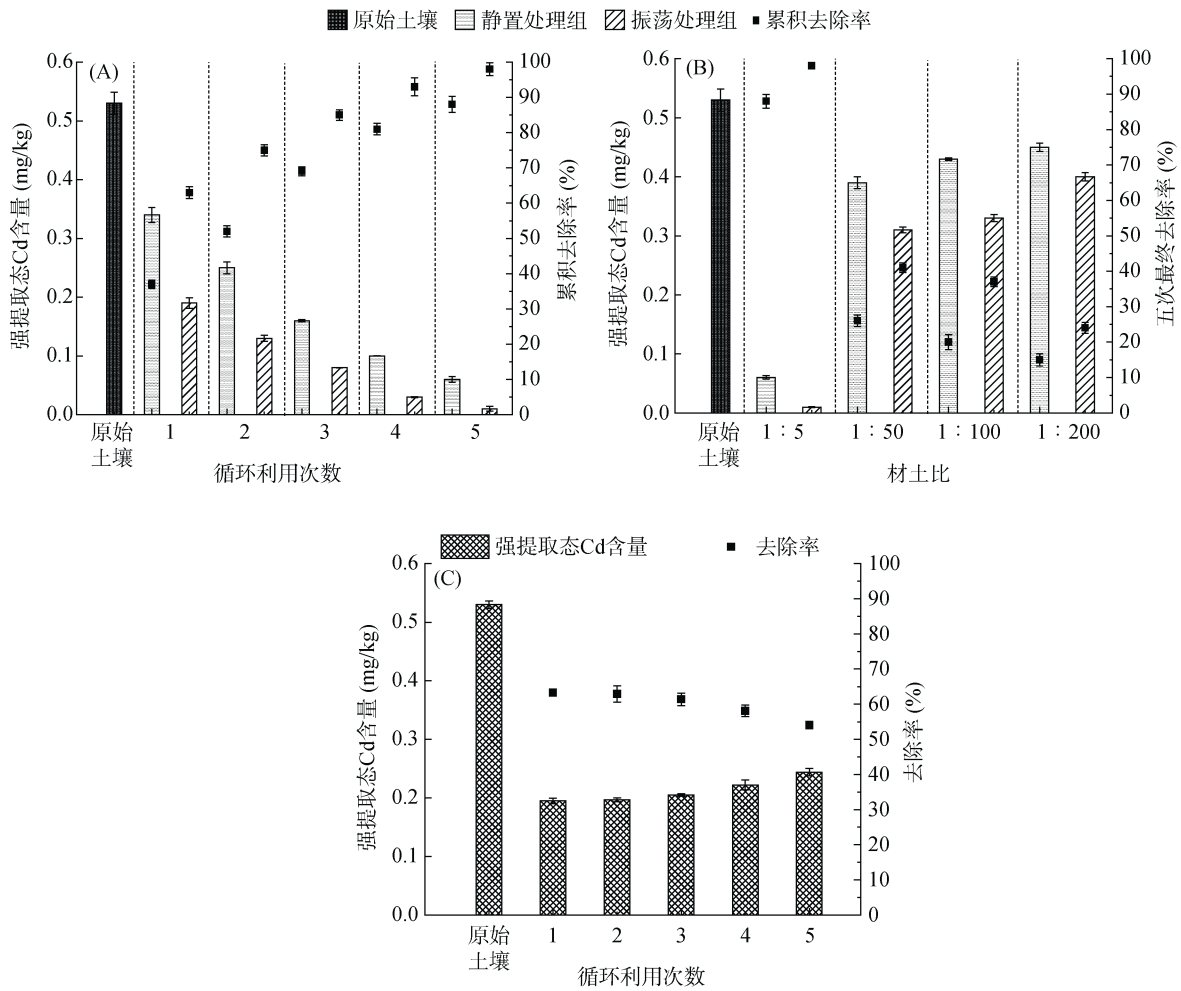 原始土壤 静置处理组 振荡处理组 累积去除率
(A)
强提取态Cd含量 (mg/kg)
0.6
0.5
0.4
0.3
0.2
0.1
0.0
100
90
80
70
60
50
40
30
20
10
0
累积去除率 (%)
原始
土壤
1 2 3 4 5
循环利用次数
(B)
强提取态Cd含量 (mg/kg)
0.6
0.5
0.4
0.3
0.2
0.1
0.0
100
90
80
70
60
50
40
30
20
10
0
五次最终去除率 (%)
原始
土壤
1∶5 1∶50 1∶100 1∶200
材土比
强提取态Cd含量 去除率
(C)
强提取态Cd含量 (mg/kg)
0.6
0.5
0.4
0.3
0.2
0.1
0.0
100
90
80
70
60
50
40
30
20
10
0
去除率 (%)
原始
土壤
1 2 3 4 5
循环利用次数